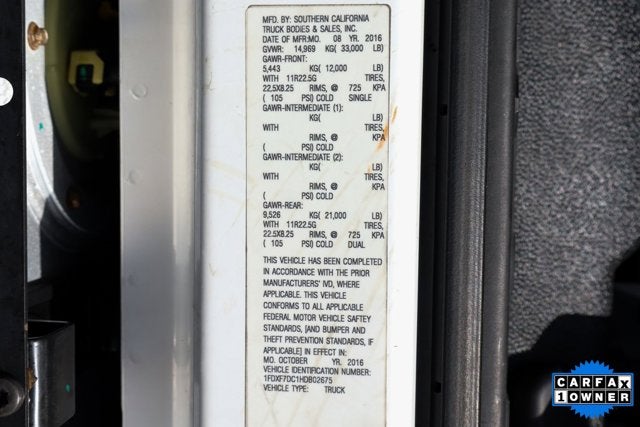 MFD. BY: SOUTHERN CALIFORNIA
TRUCK BODIES & SALES, INC.
DATE OF MFR:MO. 08 YR. 2016
GVWR: 14,969 KG( 33,000 LB)
GAWR-FRONT:
5,443 KG( 12,000 LB)
WITH 11R22.5G TIRES,
22.5X8.25 RIMS, @ 725 KPA
( 105 PSI) COLD SINGLE
GAWR-INTERMEDIATE (1):
KG( LB)
WITH TIRES,
RIMS, @ KPA
( PSI) COLD
GAWR-INTERMEDIATE (2):
KG( LB)
WITH TIRES,
RIMS, @ KPA
( PSI) COLD
GAWR-REAR:
9,526 KG( 21,000 LB)
WITH 11R22.5G TIRES,
22.5X8.25 RIMS, @ 725 KPA
( 105 PSI) COLD DUAL
THIS VEHICLE HAS BEEN COMPLETED
IN ACCORDANCE WITH THE PRIOR
MANUFACTURERS' IVD, WHERE
APPLICABLE. THIS VEHICLE
CONFORMS TO ALL APPLICABLE
FEDERAL MOTOR VEHICLE SAFTEY
STANDARDS, [AND BUMPER AND
THEFT PREVENTION STANDARDS, IF
APPLICABLE] IN EFFECT IN:
MO. OCTOBER YR. 2016
VEHICLE IDENTIFICATION NUMBER:
1FDXF7DC1HDB02675
VEHICLE TYPE: TRUCK
CARFAX
1 OWNER